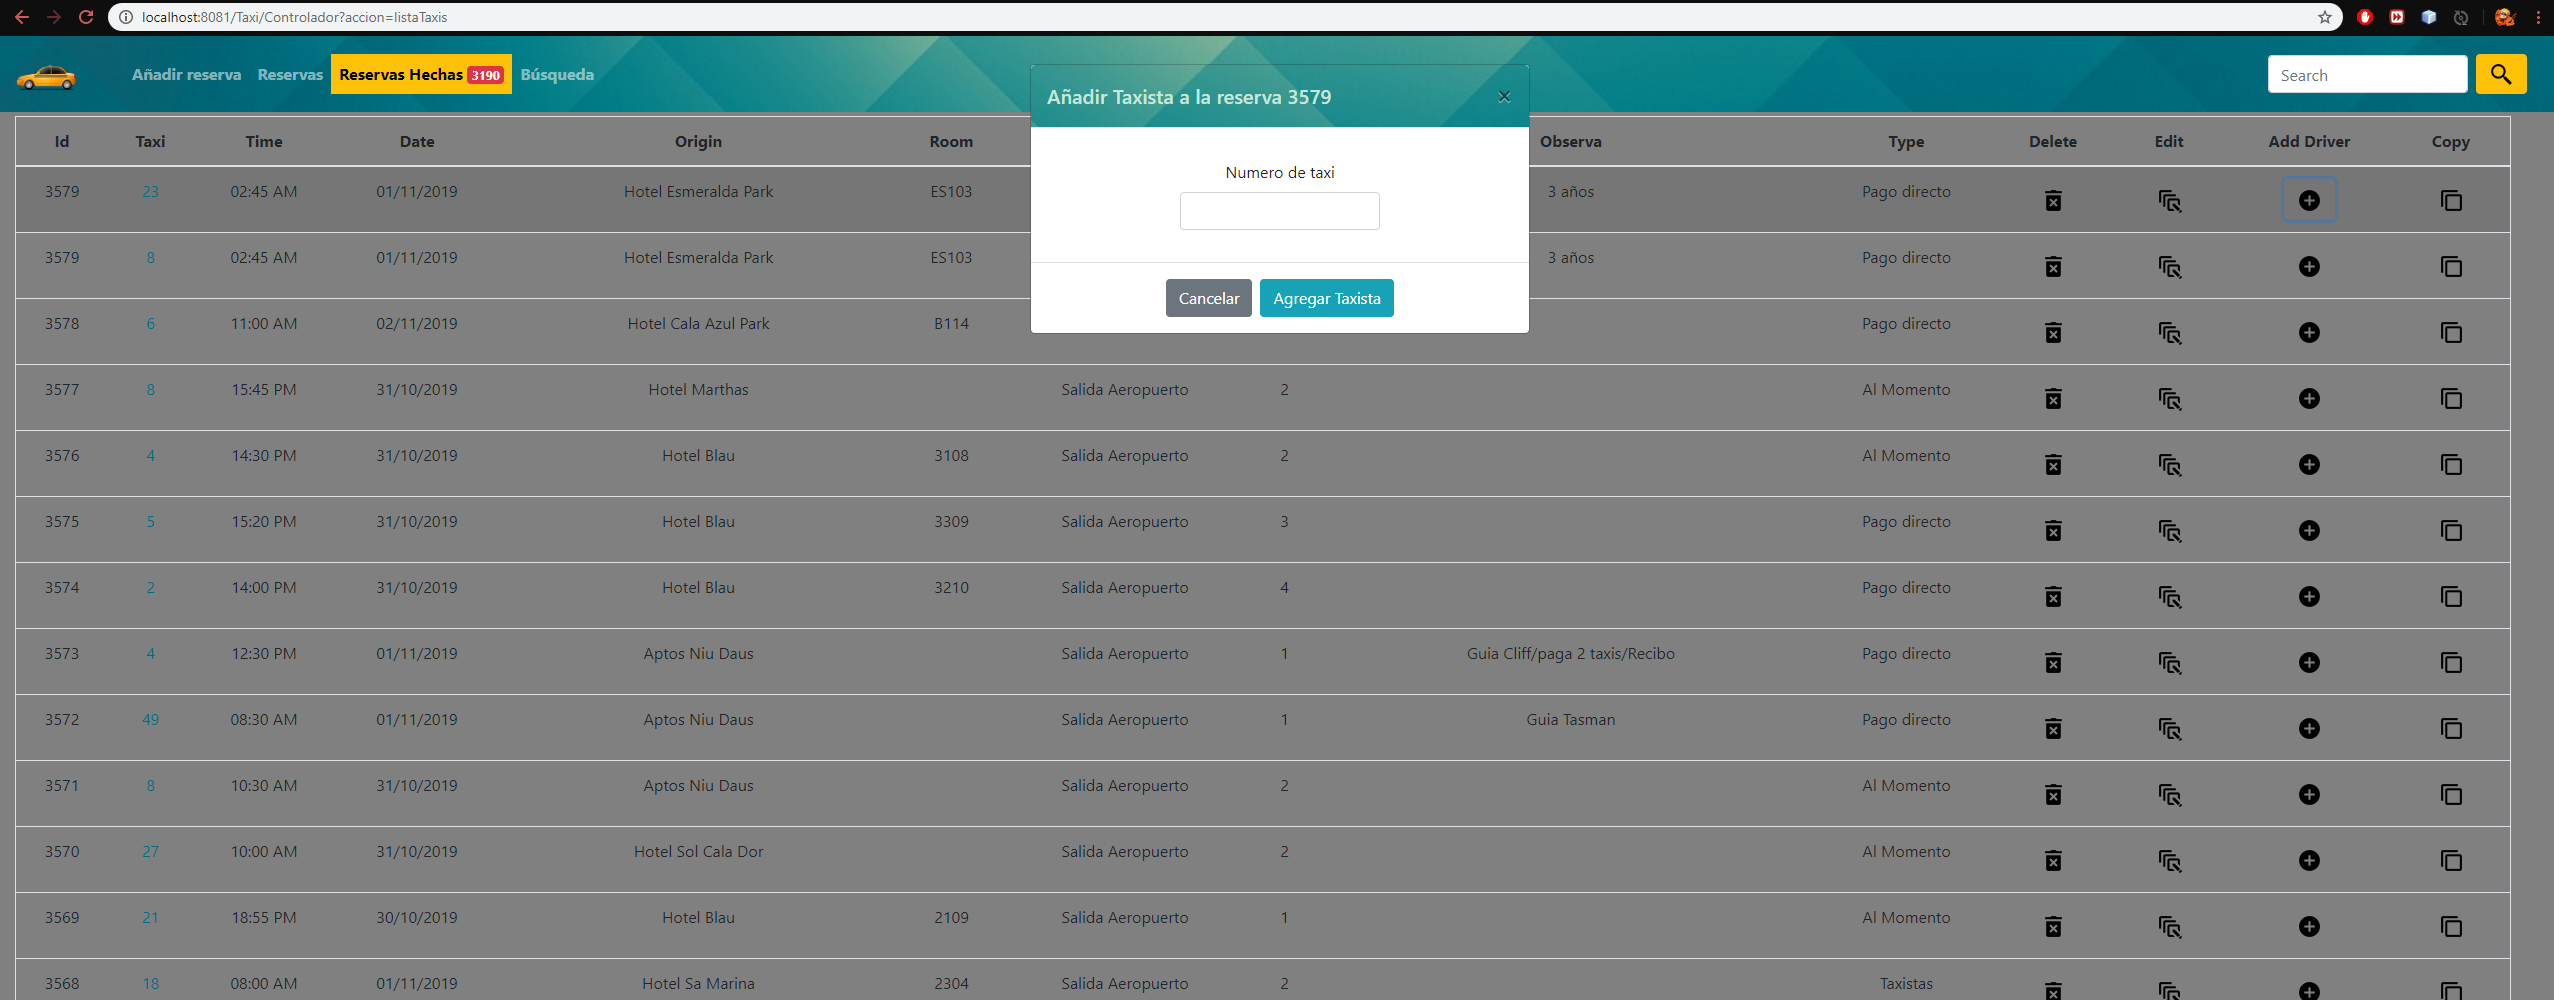 localhost:8081/Taxi/Controlador?accion=listaTaxis
Añadir reserva Reservas Reservas Hechas 3190 Búsqueda Search
Añadir Taxista a la reserva 3579 ×
Numero de taxi
Cancelar Agregar Taxista
Id Taxi Time Date Origin Room Observa Type Delete Edit Add Driver Copy
3579 23 02:45 AM 01/11/2019 Hotel Esmeralda Park ES103 3 años Pago directo
3579 8 02:45 AM 01/11/2019 Hotel Esmeralda Park ES103 3 años Pago directo
3578 6 11:00 AM 02/11/2019 Hotel Cala Azul Park B114 Pago directo
3577 8 15:45 PM 31/10/2019 Hotel Marthas Salida Aeropuerto 2 Al Momento
3576 4 14:30 PM 31/10/2019 Hotel Blau 3108 Salida Aeropuerto 2 Al Momento
3575 5 15:20 PM 31/10/2019 Hotel Blau 3309 Salida Aeropuerto 3 Pago directo
3574 2 14:00 PM 31/10/2019 Hotel Blau 3210 Salida Aeropuerto 4 Pago directo
3573 4 12:30 PM 01/11/2019 Aptos Niu Daus Salida Aeropuerto 1 Guia Cliff/paga 2 taxis/Recibo Pago directo
3572 49 08:30 AM 01/11/2019 Aptos Niu Daus Salida Aeropuerto 1 Guia Tasman Pago directo
3571 8 10:30 AM 31/10/2019 Aptos Niu Daus Salida Aeropuerto 2 Al Momento
3570 27 10:00 AM 31/10/2019 Hotel Sol Cala Dor Salida Aeropuerto 2 Al Momento
3569 21 18:55 PM 30/10/2019 Hotel Blau 2109 Salida Aeropuerto 1 Al Momento
3568 18 08:00 AM 01/11/2019 Hotel Sa Marina 2304 Salida Aeropuerto 2 Taxistas